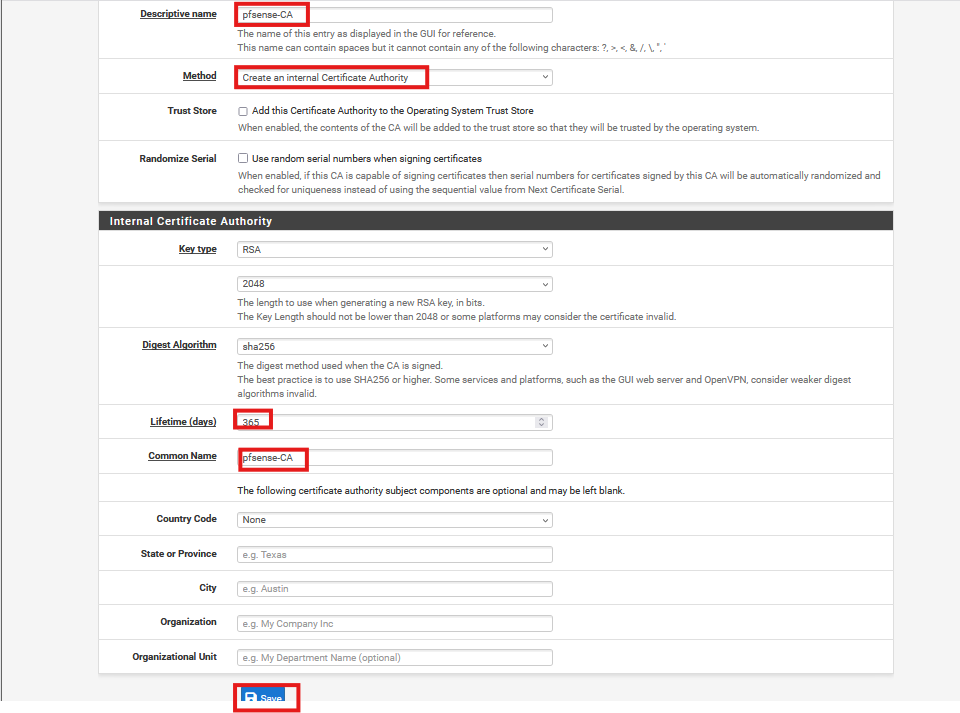 Descriptive name
pfsense-CA
The name of this entry as displayed in the GUI for reference.
This name can contain spaces but it cannot contain any of the following characters: ?, >, <, &, /, \, ", '
Method
Create an internal Certificate Authority
Trust Store
Add this Certificate Authority to the Operating System Trust Store
When enabled, the contents of the CA will be added to the trust store so that they will be trusted by the operating system.
Randomize Serial
Use random serial numbers when signing certificates
When enabled, if this CA is capable of signing certificates then serial numbers for certificates signed by this CA will be automatically randomized and
checked for uniqueness instead of using the sequential value from Next Certificate Serial.
Internal Certificate Authority
Key type
RSA
2048
The length to use when generating a new RSA key, in bits.
The Key Length should not be lower than 2048 or some platforms may consider the certificate invalid.
Digest Algorithm
sha256
The digest method used when the CA is signed.
The best practice is to use SHA256 or higher. Some services and platforms, such as the GUI web server and OpenVPN, consider weaker digest
algorithms invalid.
Lifetime (days)
365
Common Name
pfsense-CA
The following certificate authority subject components are optional and may be left blank.
Country Code
None
State or Province
e.g. Texas
City
e.g. Austin
Organization
e.g. My Company Inc
Organizational Unit
e.g. My Department Name (optional)
Save